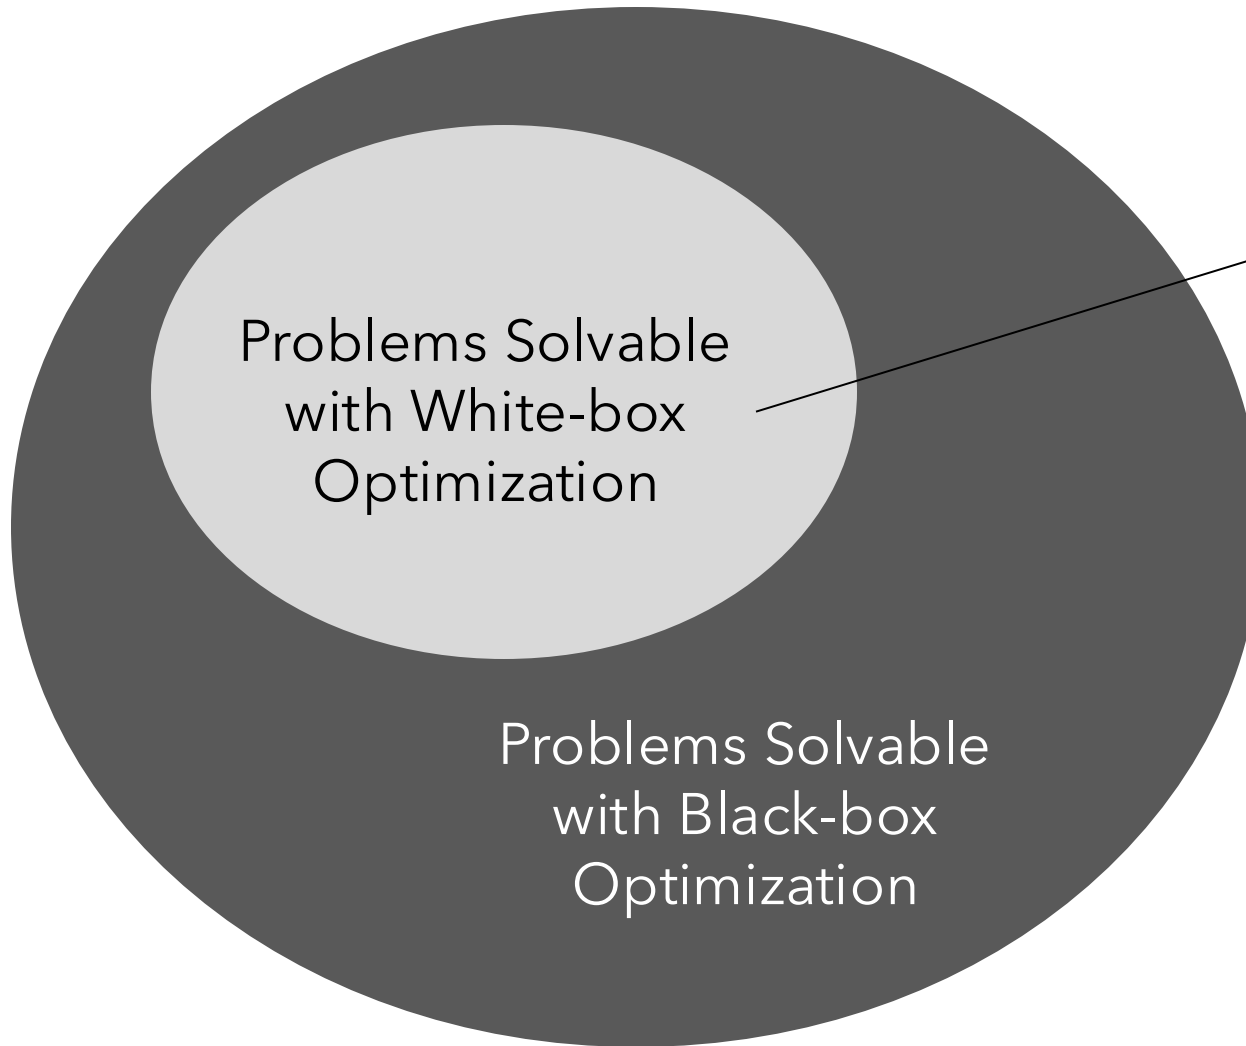 Problems Solvable
with White-box
Optimization
Problems Solvable
with Black-box
Optimization